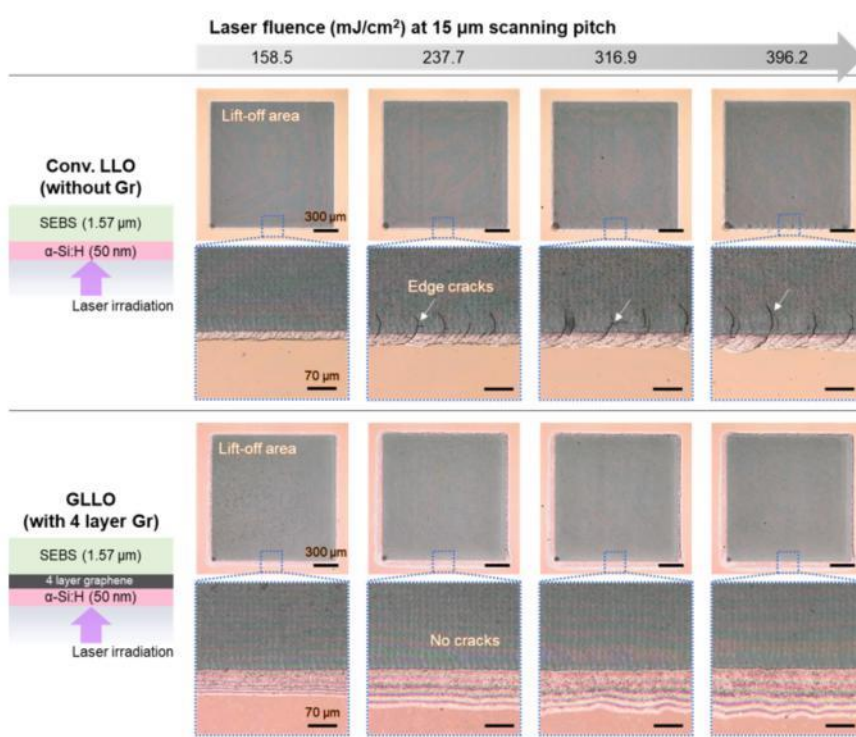 Laser fluence (mJ/cm²) at 15 μm scanning pitch
158.5 237.7 316.9 396.2
Conv. LLO
(without Gr)
SEBS (1.57 μm)
α-Si:H (50 nm)
Laser irradiation
Lift-off area
300 μm
Edge cracks
70 μm
GLLO
(with 4 layer Gr)
SEBS (1.57 μm)
4 layer graphene
α-Si:H (50 nm)
Laser irradiation
Lift-off area
300 μm
No cracks
70 μm